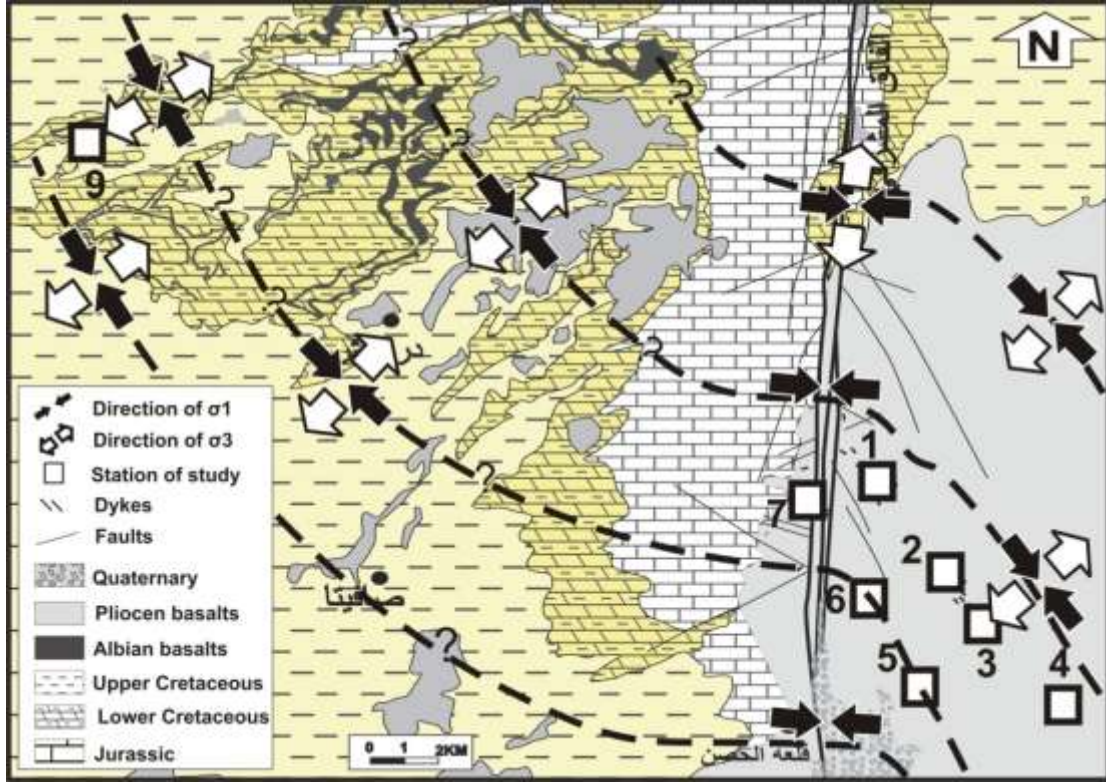 N
9
1
7
2
6
3
5
4
?
?
?
?
?
?
?
?
صافيتا
قلعة الحصن
Direction of σ1
Direction of σ3
Station of study
Dykes
Faults
Quaternary
Pliocen basalts
Albian basalts
Upper Cretaceous
Lower Cretaceous
Jurassic
0 1 2KM